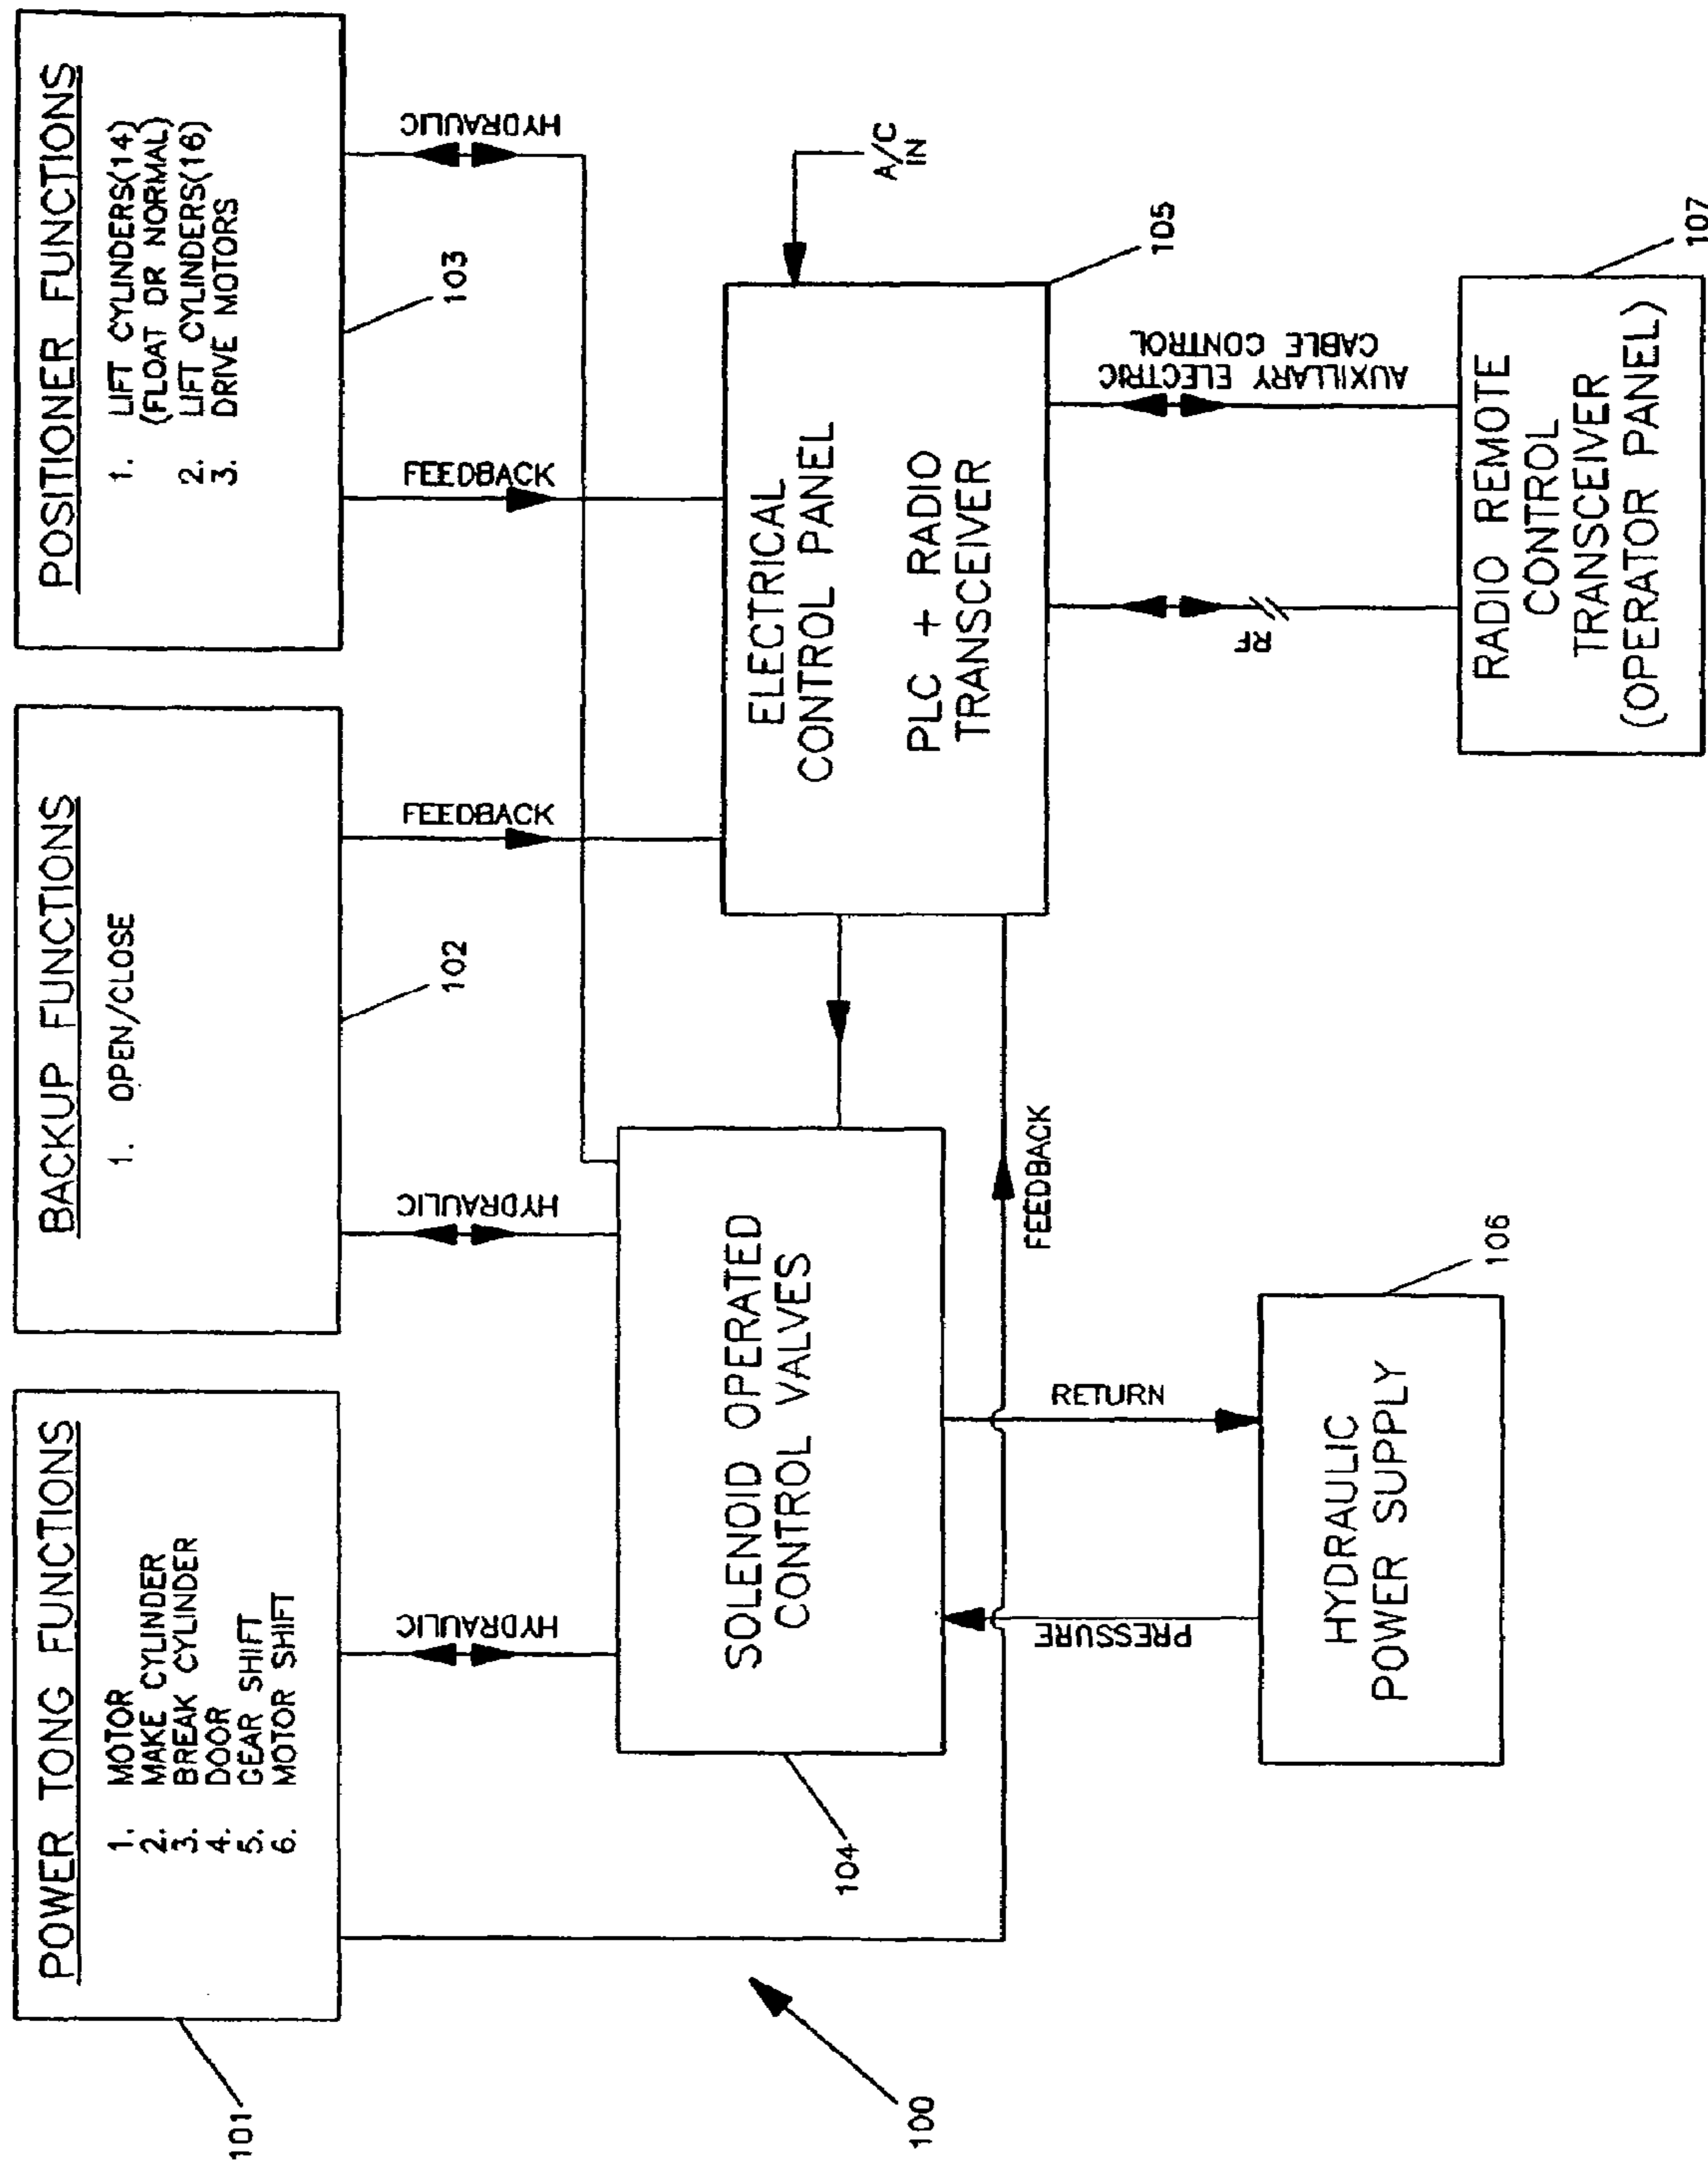 POWER TONG FUNCTIONS
1. MOTOR
2. MAKE CYLINDER
3. BREAK CYLINDER
4. DOOR
5. GEAR SHIFT
6. MOTOR SHIFT
101
BACKUP FUNCTIONS
1. OPEN/CLOSE
102
POSITIONER FUNCTIONS
1. LIFT CYLINDERS(14)
(FLOAT OR NORMAL)
2. LIFT CYLINDERS(16)
3. DRIVE MOTORS
103
HYDRAULIC
HYDRAULIC
FEEDBACK
FEEDBACK
HYDRAULIC
SOLENOID OPERATED
CONTROL VALVES
104
ELECTRICAL
CONTROL PANEL
PLC + RADIO
TRANSCEIVER
A/C
IN
105
100
PRESSURE
RETURN
FEEDBACK
RF
AUXILLARY ELECTRIC
CABLE CONTROL
HYDRAULIC
POWER SUPPLY
106
RADIO REMOTE
CONTROL
TRANSCEIVER
(OPERATOR PANEL)
107